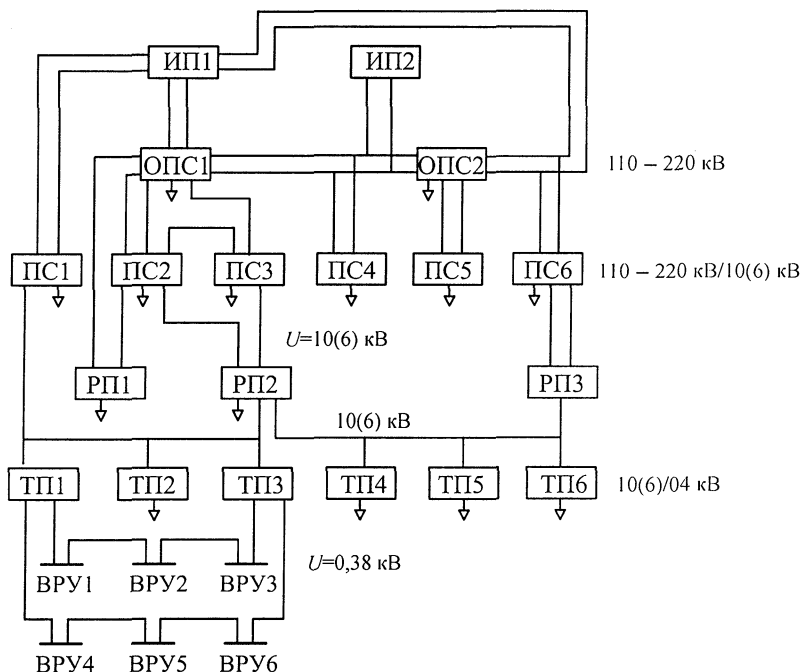 ИП1 ИП2
ОПС1 ОПС2 110 – 220 кВ
ПС1 ПС2 ПС3 ПС4 ПС5 ПС6 110 – 220 кВ/10(6) кВ
U=10(6) кВ
РП1 РП2 РП3
10(6) кВ
ТП1 ТП2 ТП3 ТП4 ТП5 ТП6 10(6)/04 кВ
U=0,38 кВ
ВРУ1 ВРУ2 ВРУ3
ВРУ4 ВРУ5 ВРУ6